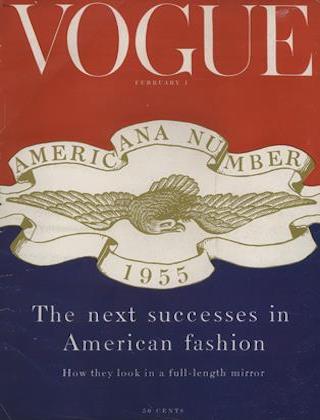 VOGUE
FEBRUARY 1
AMERICANA NUMBER
1955
The next successes in
American fashion
How they look in a full-length mirror
50 CENTS